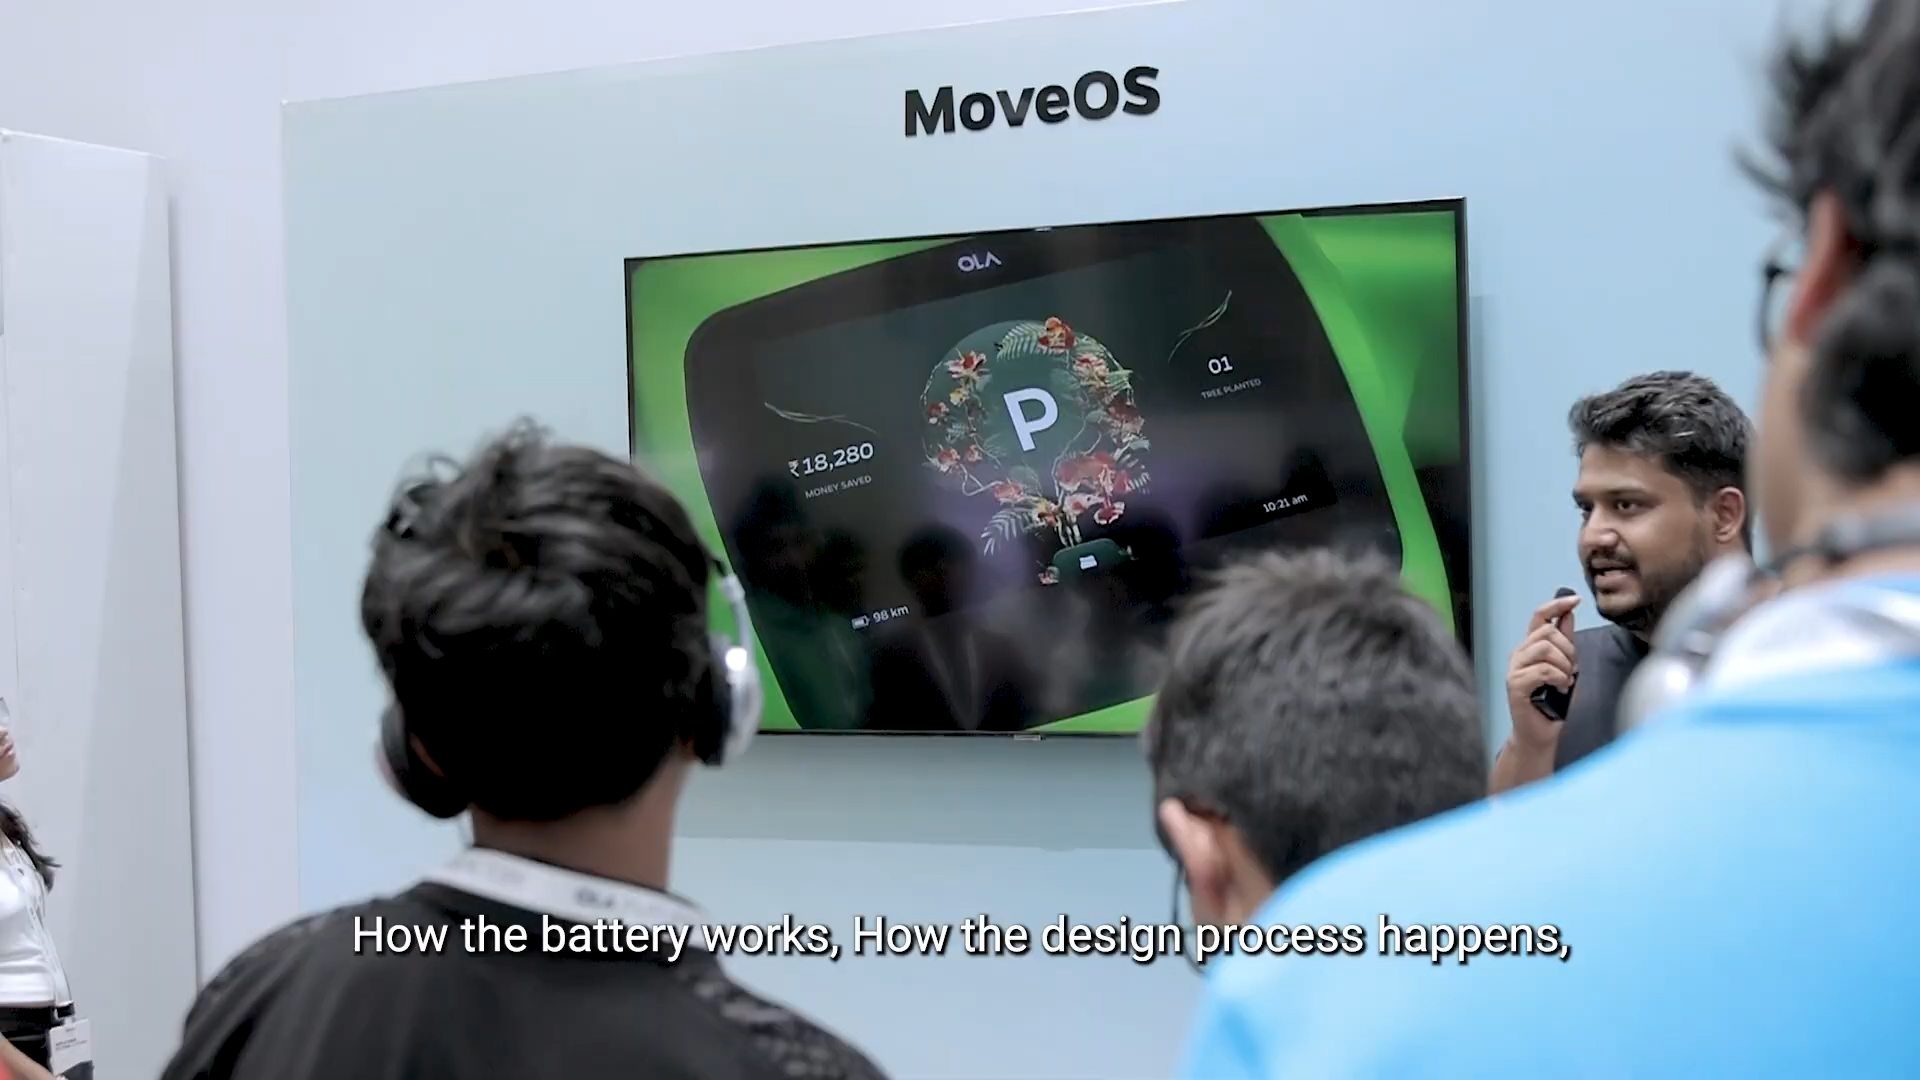 MoveOS
OLA
01
TREE PLANTED
P
₹18,280
MONEY SAVED
10:21 am
98 km
OLA
How the battery works, How the design process happens,